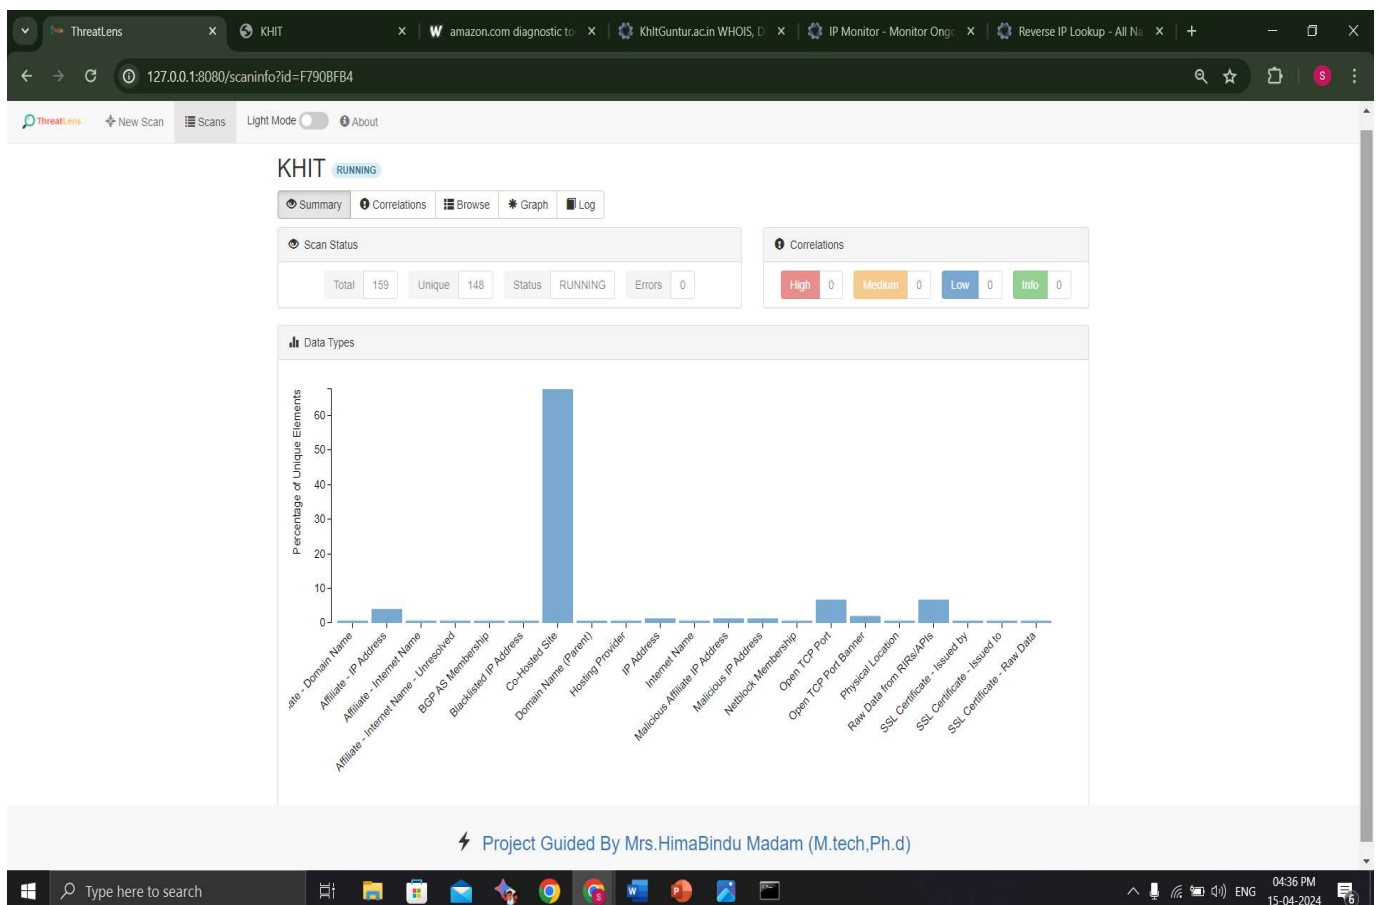 ThreatLens
KHIT
amazon.com diagnostic to
KhItGuntur.ac.in WHOIS, D
IP Monitor - Monitor Ongo
Reverse IP Lookup - All Na
127.0.0.1:8080/scaninfo?id=F790BFB4
S
ThreatLens New Scan Scans Light Mode About
KHIT RUNNING
Summary Correlations Browse Graph Log
Scan Status
Total 159 Unique 148 Status RUNNING Errors 0
Correlations
High 0 Medium 0 Low 0 Info 0
Data Types
Percentage of Unique Elements
60
50
40
30
20
10
0
ate - Domain Name
Affiliate - IP Address
Affiliate - Internet Name
Affiliate - Internet Name - Unresolved
BGP AS Membership
Blacklisted IP Address
Co-Hosted Site
Domain Name (Parent)
Hosting Provider
IP Address
Internet Name
Malicious Affiliate IP Address
Malicious IP Address
Netblock Membership
Open TCP Port
Open TCP Port Banner
Physical Location
Raw Data from RIRs/APIs
SSL Certificate - Issued by
SSL Certificate - Issued to
SSL Certificate - Raw Data
Project Guided By Mrs.HimaBindu Madam (M.tech,Ph.d)
Type here to search
ENG
04:36 PM
15-04-2024
6